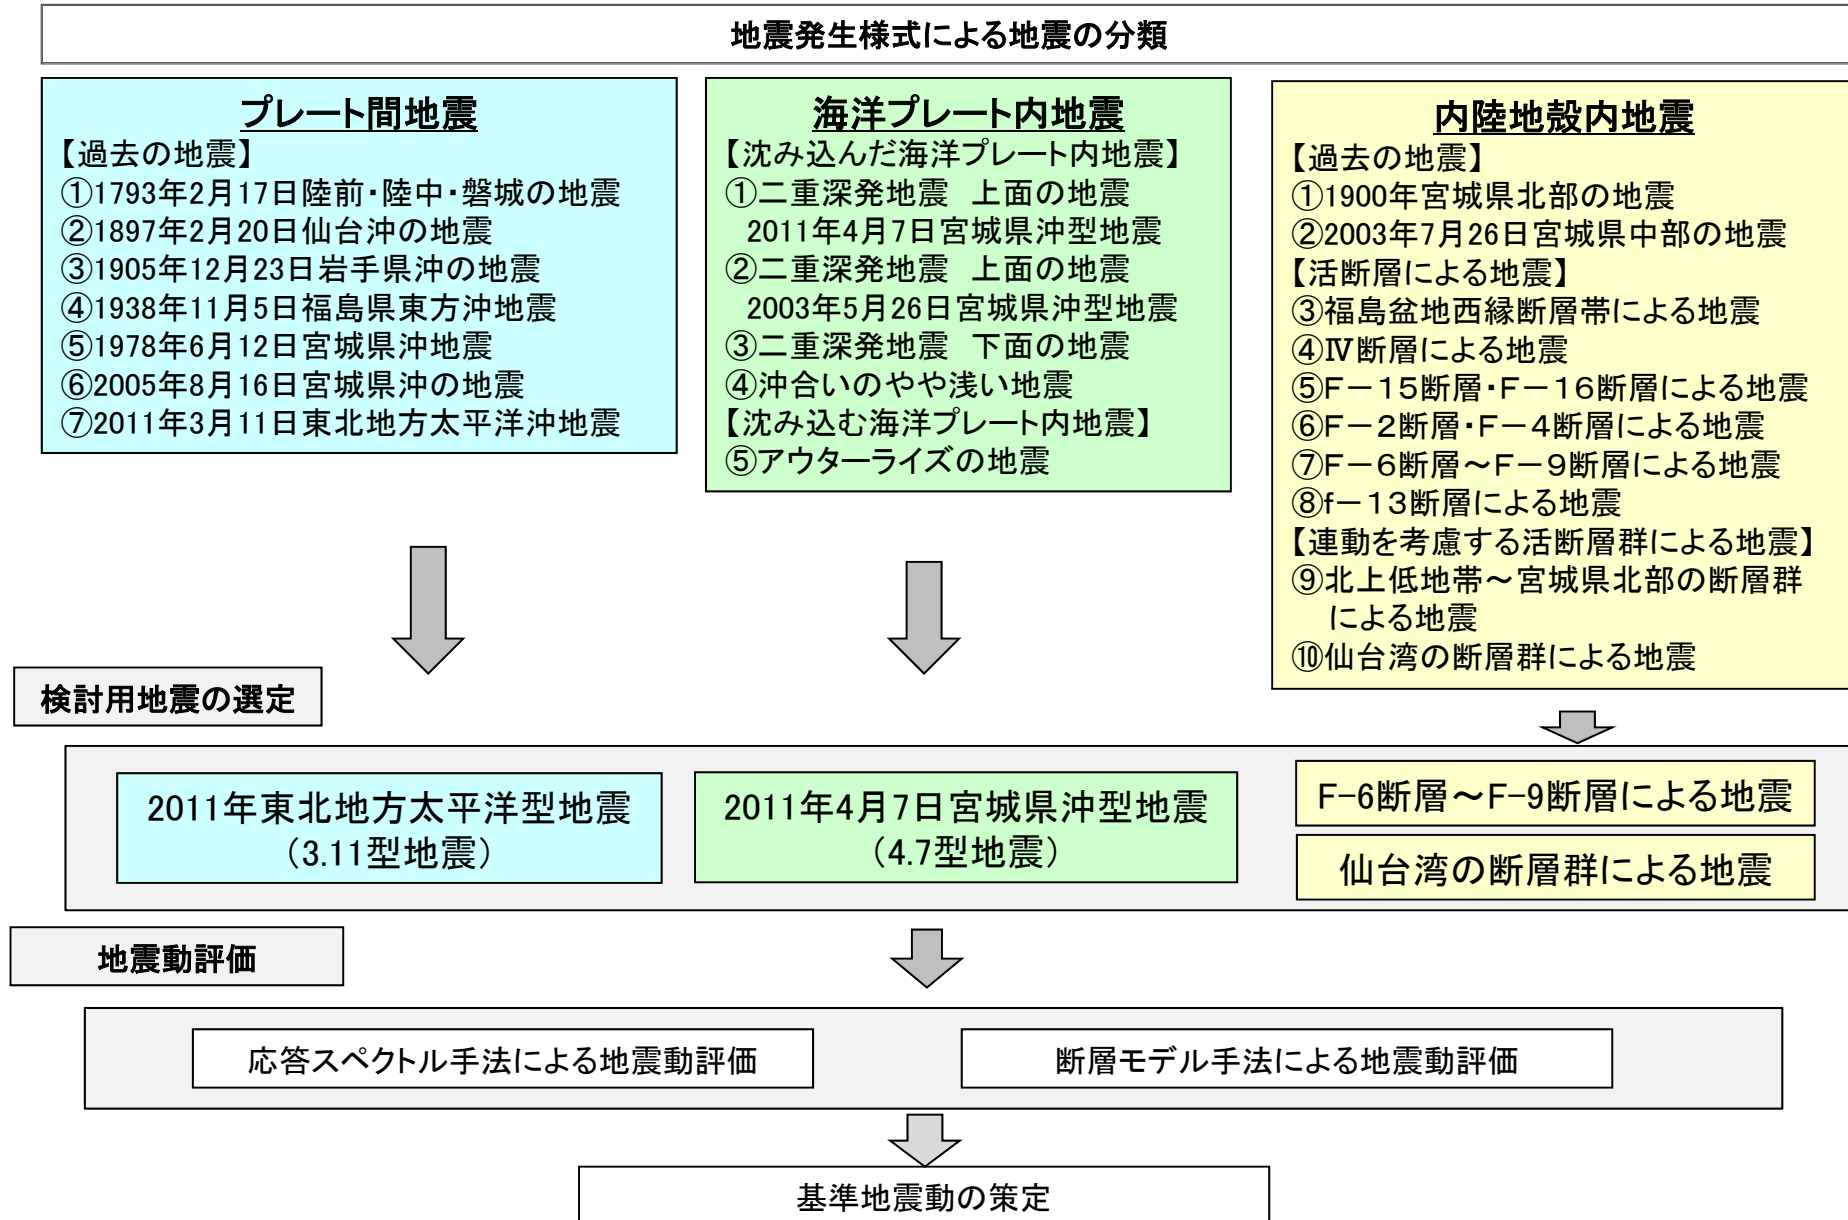 地震発生様式による地震の分類
プレート間地震
【過去の地震】
①1793年2月17日陸前・陸中・磐城の地震
②1897年2月20日仙台沖の地震
③1905年12月23日岩手県沖の地震
④1938年11月5日福島県東方沖地震
⑤1978年6月12日宮城県沖地震
⑥2005年8月16日宮城県沖の地震
⑦2011年3月11日東北地方太平洋沖地震
海洋プレート内地震
【沈み込んだ海洋プレート内地震】
①二重深発地震 上面の地震
2011年4月7日宮城県沖型地震
②二重深発地震 上面の地震
2003年5月26日宮城県沖型地震
③二重深発地震 下面の地震
④沖合いのやや浅い地震
【沈み込む海洋プレート内地震】
⑤アウターライズの地震
内陸地殻内地震
【過去の地震】
①1900年宮城県北部の地震
②2003年7月26日宮城県中部の地震
【活断層による地震】
③福島盆地西縁断層帯による地震
④Ⅳ断層による地震
⑤F－15断層・F－16断層による地震
⑥F－2断層・F－4断層による地震
⑦F－6断層～F－9断層による地震
⑧f－13断層による地震
【連動を考慮する活断層群による地震】
⑨北上低地帯～宮城県北部の断層群
による地震
⑩仙台湾の断層群による地震
検討用地震の選定
2011年東北地方太平洋型地震
（3.11型地震）
2011年4月7日宮城県沖型地震
（4.7型地震）
F-6断層～F-9断層による地震
仙台湾の断層群による地震
地震動評価
応答スペクトル手法による地震動評価
断層モデル手法による地震動評価
基準地震動の策定